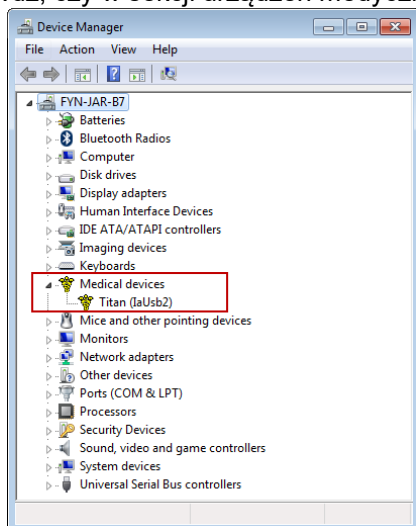 czy w sekcji urządzeń
Device Manager
File Action View Help
FYN-JAR-B7
Batteries
Bluetooth Radios
Computer
Disk drives
Display adapters
Human Interface Devices
IDE ATA/ATAPI controllers
Imaging devices
Keyboards
Medical devices
Titan (IaUsb2)
Mice and other pointing devices
Monitors
Network adapters
Other devices
Ports (COM & LPT)
Processors
Security Devices
Sound, video and game controllers
System devices
Universal Serial Bus controllers